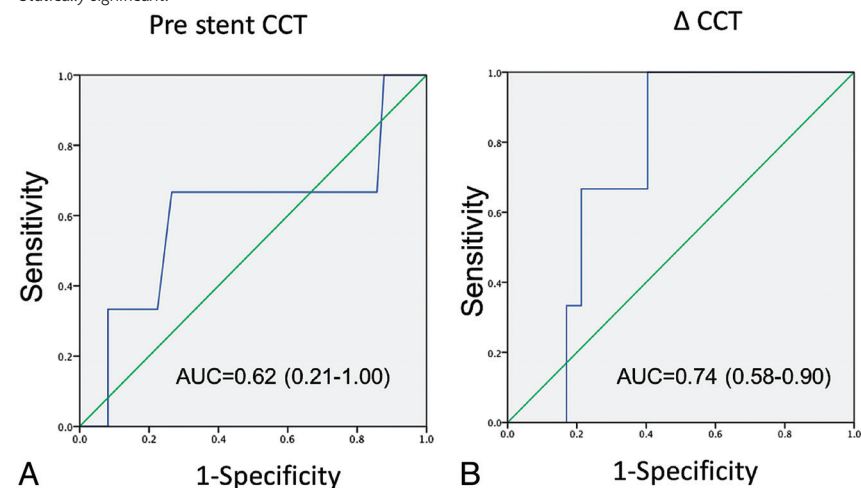 Statically significant.
Pre stent CCT
Δ CCT
1.0
0.8
0.6
0.4
0.2
0.0
Sensitivity
AUC=0.62 (0.21-1.00)
0.0 0.2 0.4 0.6 0.8 1.0
A
1-Specificity
1.0
0.8
0.6
0.4
0.2
0.0
Sensitivity
AUC=0.74 (0.58-0.90)
0.0 0.2 0.4 0.6 0.8 1.0
B
1-Specificity